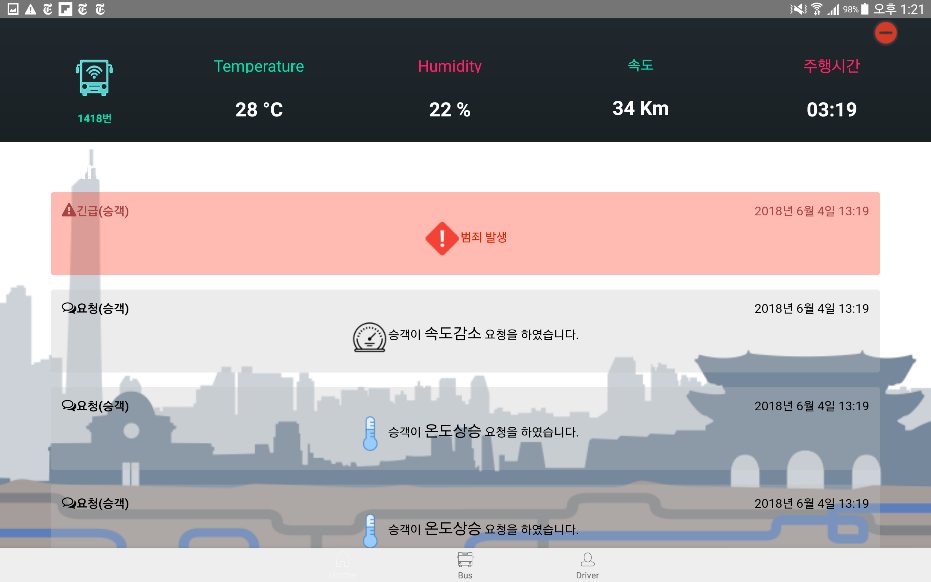 98% 오후 1:21
Temperature
Humidity
속도
주행시간
28 °C
22 %
34 Km
03:19
1418번
긴급(승객)
2018년 6월 4일 13:19
범죄 발생
요청(승객)
2018년 6월 4일 13:19
승객이 속도감소 요청을 하였습니다.
요청(승객)
2018년 6월 4일 13:19
승객이 온도상승 요청을 하였습니다.
요청(승객)
2018년 6월 4일 13:19
승객이 온도상승 요청을 하였습니다.
Bus
Driver